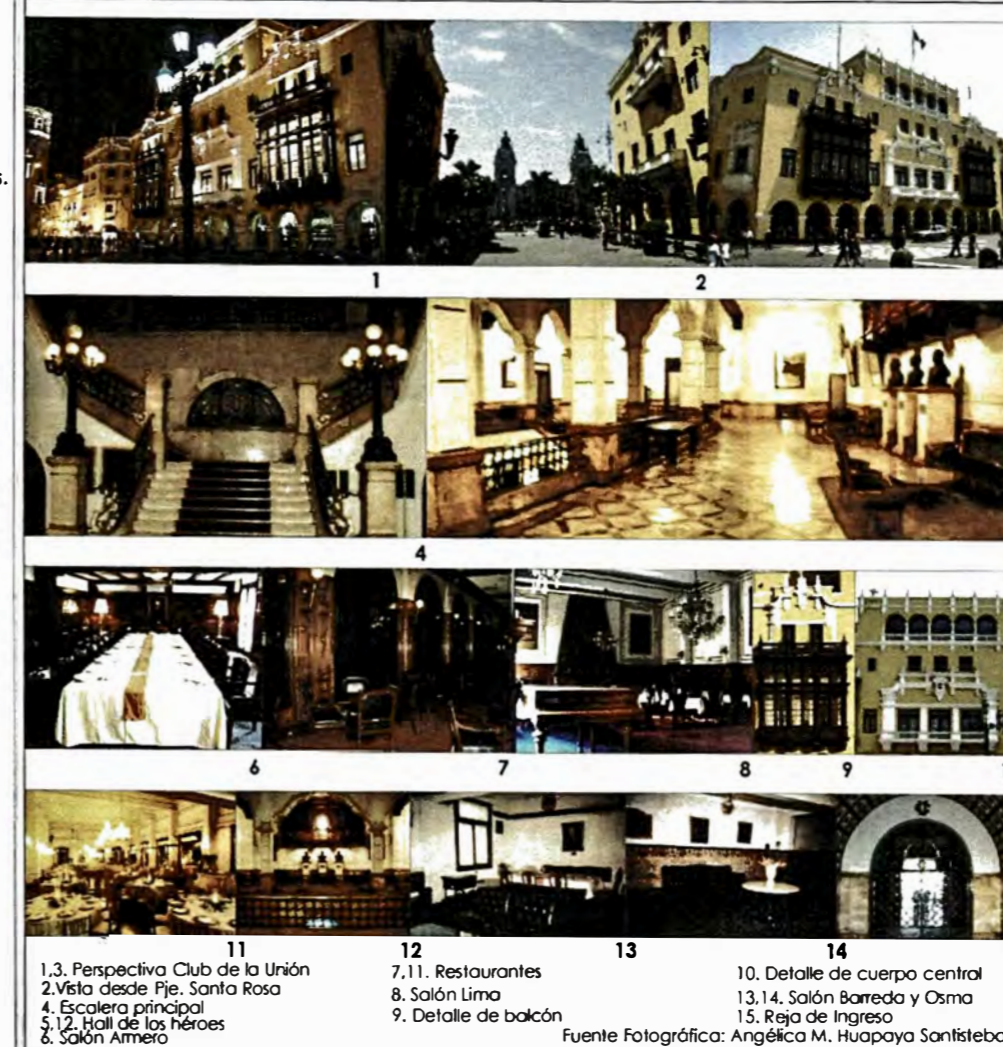 s.
1 2
4
6 7 8 9
11 12 13 14
1,3. Perspectiva Club de la Unión
2.Vista desde Pje. Santa Rosa
4. Escalera principal
5,12. Hall de los héroes
6. Salón Armero
7,11. Restaurantes
8. Salón Lima
9. Detalle de balcón
10. Detalle de cuerpo central
13,14. Salón Barreda y Osma
15. Reja de Ingreso
Fuente Fotográfica: Angélica M. Huapaya Santisteba